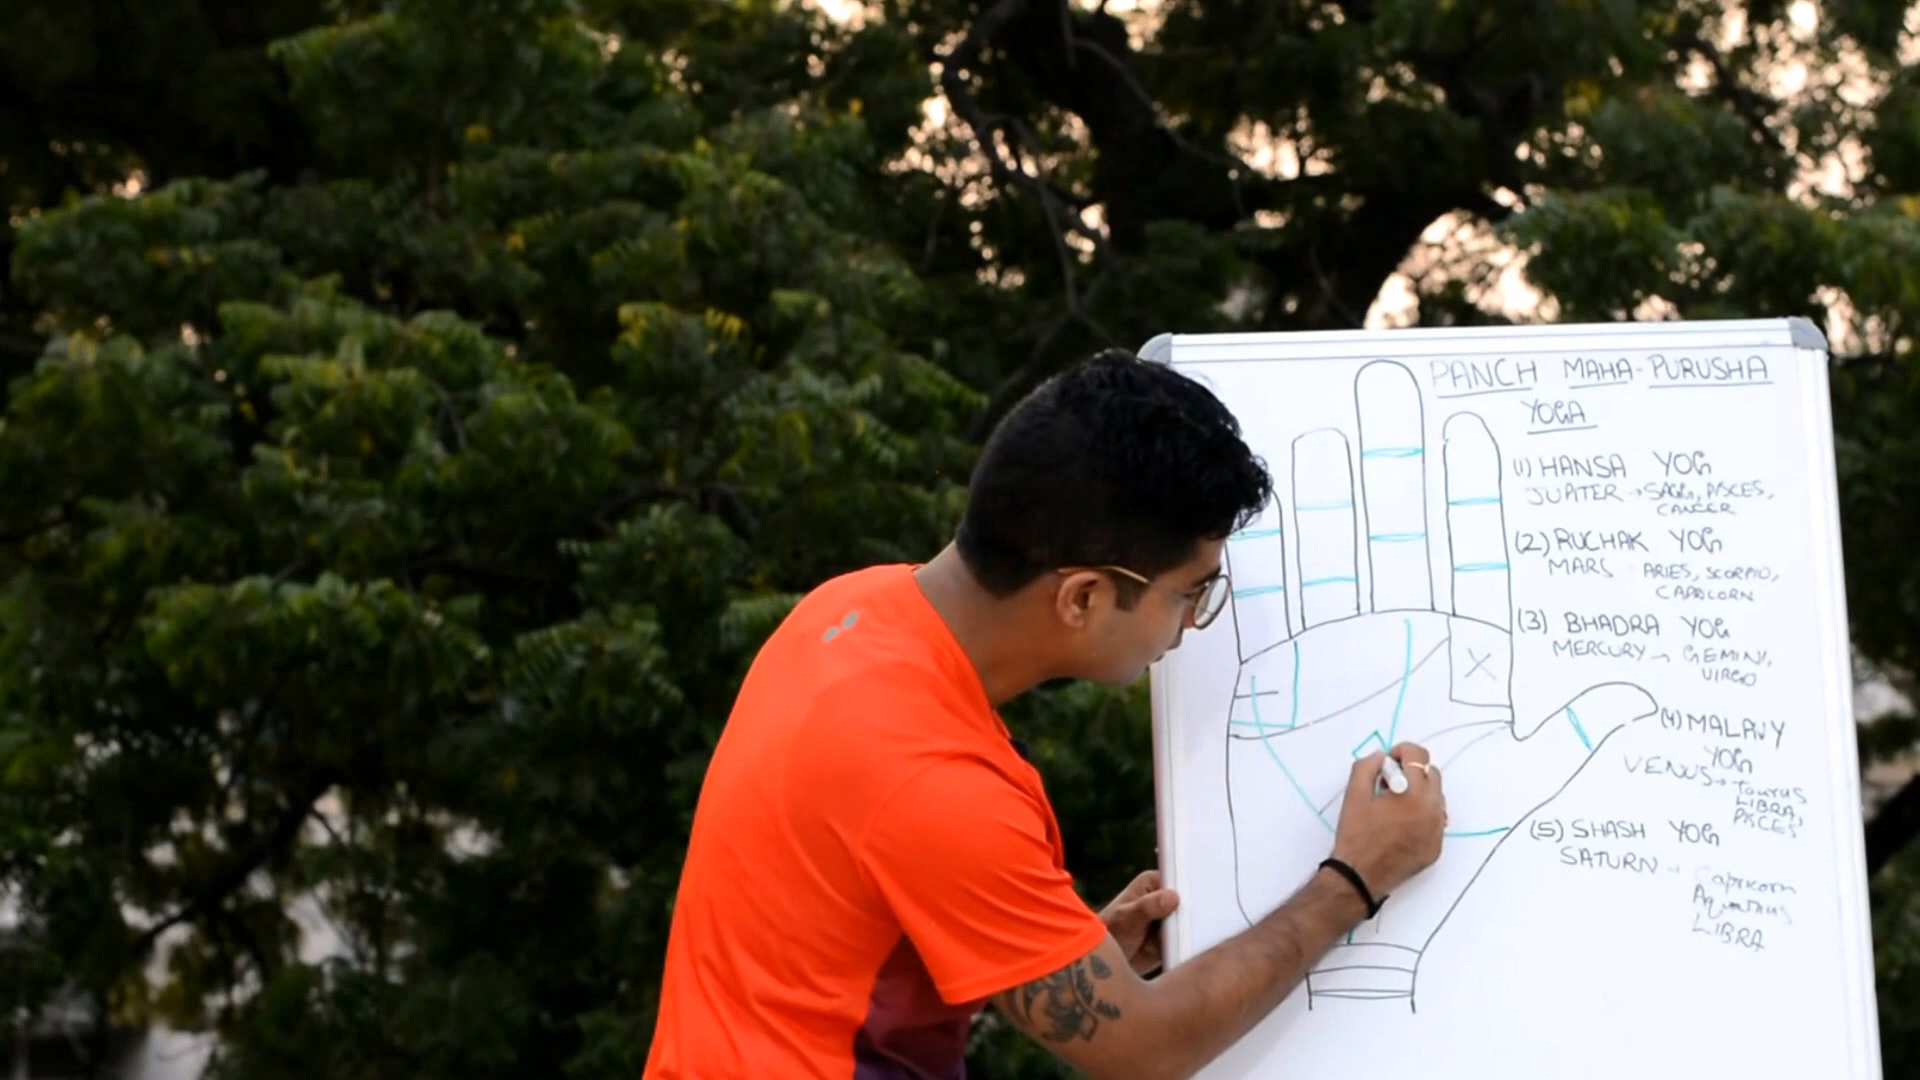 PANCH MAHA-PURUSHA
YOGA
(1) HANSA YOG
JUPITER → SAGG, PISCES,
CANCER
(2) RUCHAK YOG
MARS ARIES, SCORPIO,
CAPRICORN
(3) BHADRA YOG
MERCURY → GEMINI,
VIRGO
(4) MALAVY
YOG
VENUS → Taurus
LIBRA,
PISCES
(5) SHASH YOG
SATURN → Capricorn
Aquarius
LIBRA